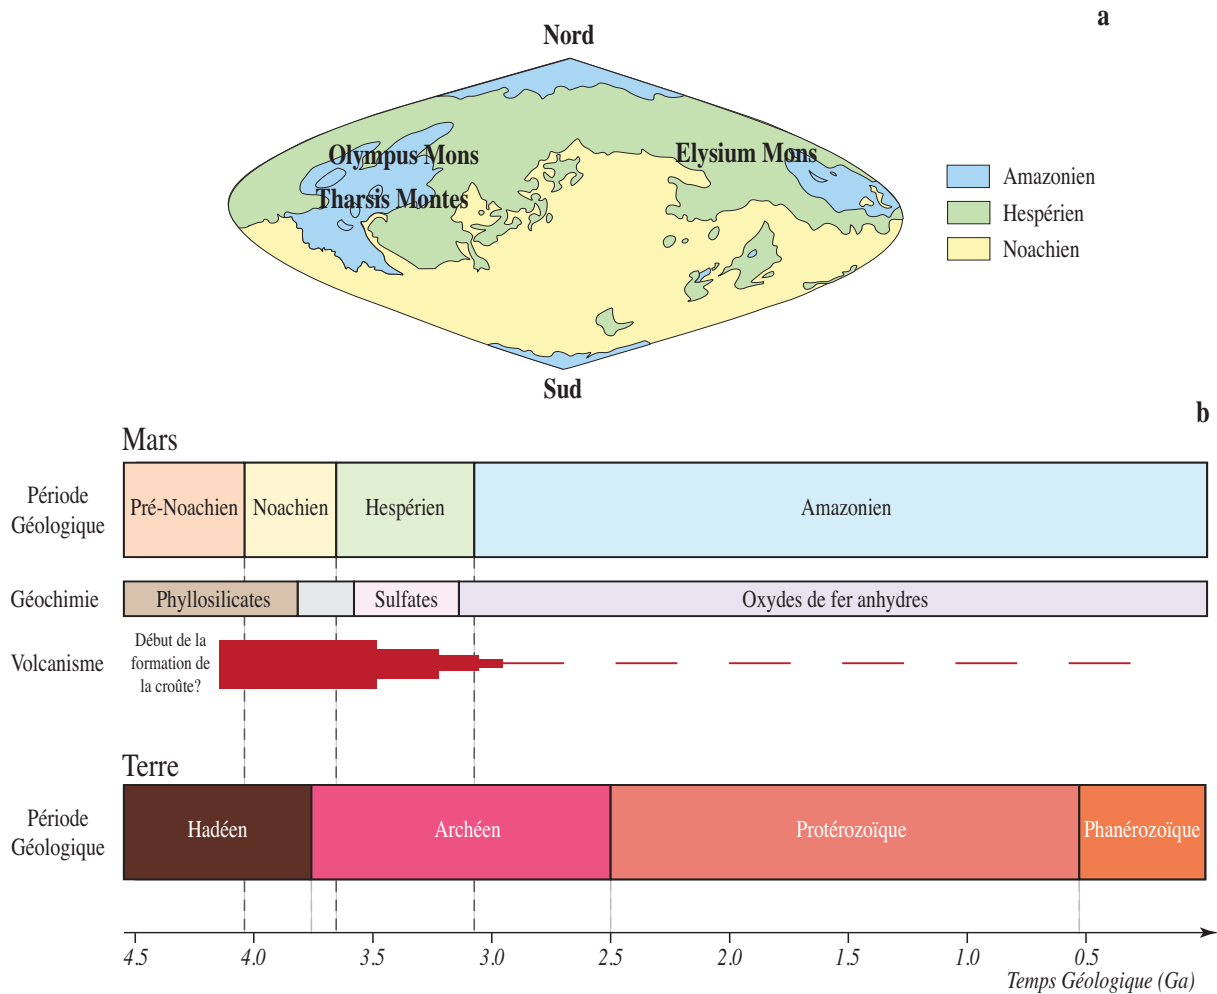 a
Nord
Olympus Mons
Elysium Mons
Tharsis Montes
Amazonien
Hespérien
Noachien
Sud
b
Mars
Période
Géologique
Pré-Noachien
Noachien
Hespérien
Amazonien
Géochimie
Phyllosilicates
Sulfates
Oxydes de fer anhydres
Volcanisme
Début de la
formation de
la croûte?
Terre
Période
Géologique
Hadéen
Archéen
Protérozoïque
Phanérozoïque
4.5 4.0 3.5 3.0 2.5 2.0 1.5 1.0 0.5
Temps Géologique (Ga)